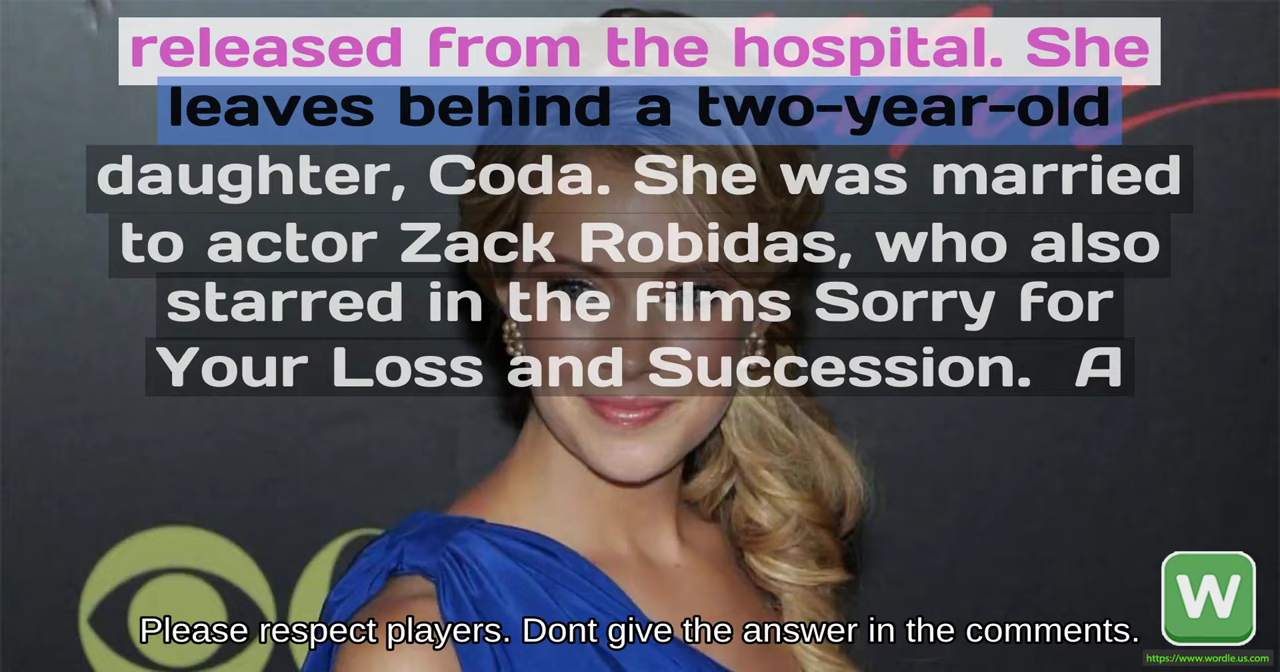 released from the hospital. She
leaves behind a two-year-old
daughter, Coda. She was married
to actor Zack Robidas, who also
starred in the films Sorry for
Your Loss and Succession. A
Please respect players. Dont give the answer in the comments.
W
https://www.wordle.us.com